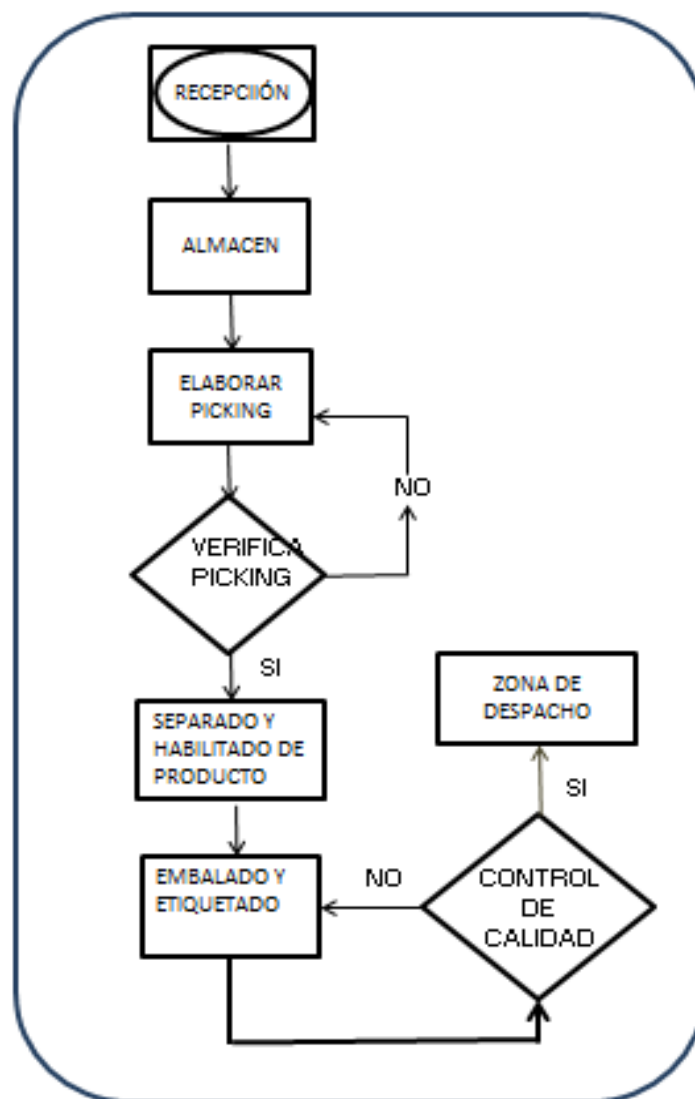 RECEPCIIÓN
ALMACEN
ELABORAR
PICKING
NO
VERIFICA
PICKING
SI
SEPARADO Y
HABILITADO DE
PRODUCTO
EMBALADO Y
ETIQUETADO
NO
CONTROL
DE
CALIDAD
SI
ZONA DE
DESPACHO